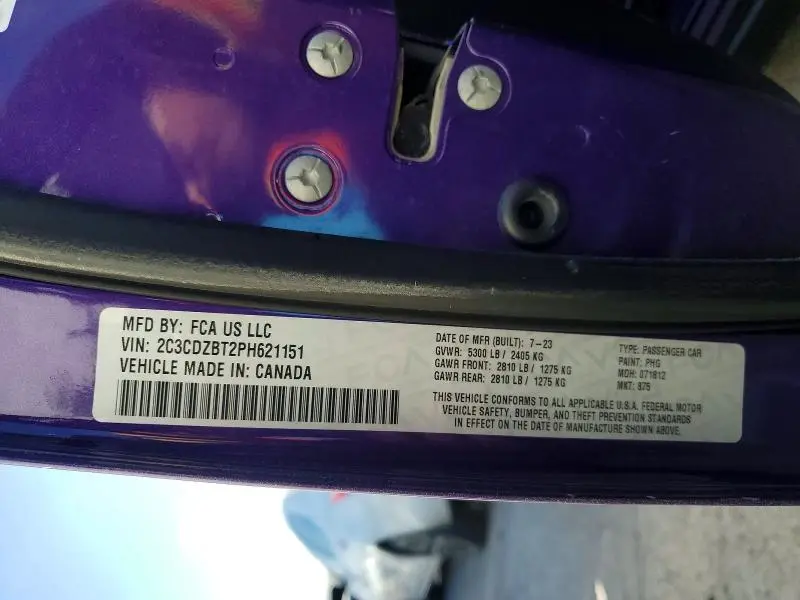 MFD BY: FCA US LLC
VIN: 2C3CDZBT2PH621151
VEHICLE MADE IN: CANADA
DATE OF MFR (BUILT): 7-23
GVWR: 5300 LB / 2405 KG
GAWR FRONT: 2810 LB / 1275 KG
GAWR REAR: 2810 LB / 1275 KG
TYPE: PASSENGER CAR
PAINT: PHG
MDH: 071812
MKT: 875
THIS VEHICLE CONFORMS TO ALL APPLICABLE U.S.A. FEDERAL MOTOR
VEHICLE SAFETY, BUMPER, AND THEFT PREVENTION STANDARDS
IN EFFECT ON THE DATE OF MANUFACTURE SHOWN ABOVE.